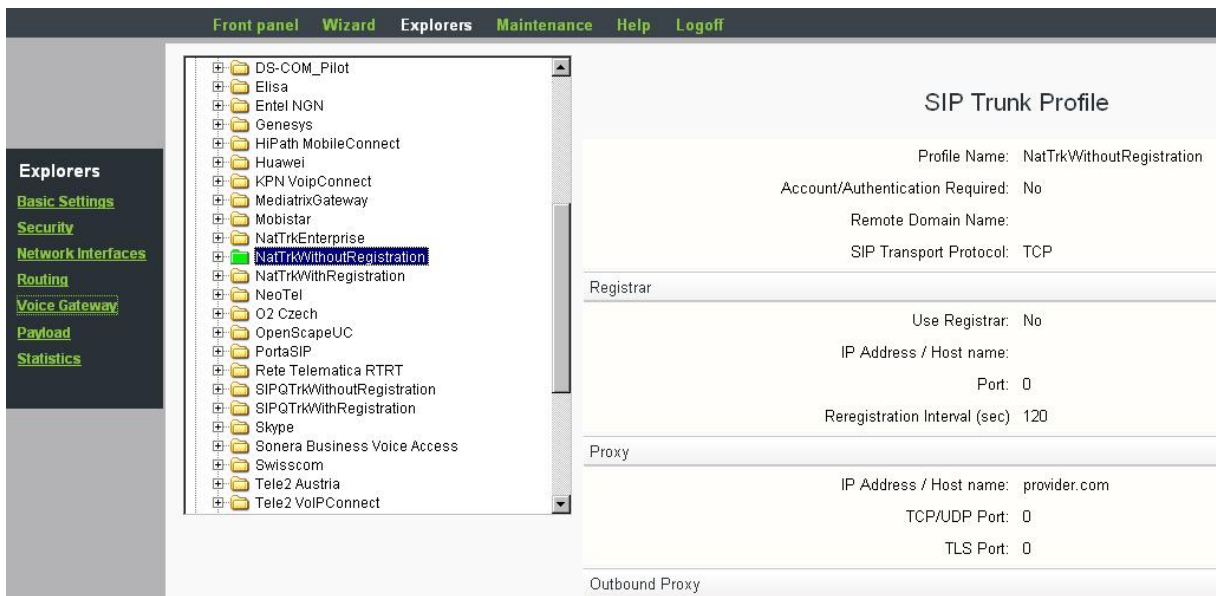 Front panel Wizard Explorers Maintenance Help Logoff
Explorers
Basic Settings
Security
Network Interfaces
Routing
Voice Gateway
Payload
Statistics
DS-COM_Pilot
Elisa
Entel NGN
Genesys
HiPath MobileConnect
Huawei
KPN VoipConnect
MediatrixGateway
Mobistar
NatTrkEnterprise
NatTrkWithoutRegistration
NatTrkWithRegistration
NeoTel
O2 Czech
OpenScapeUC
PortaSIP
Rete Telematica RTRT
SIPQTrkWithoutRegistration
SIPQTrkWithRegistration
Skype
Sonera Business Voice Access
Swisscom
Tele2 Austria
Tele2 VoIPConnect
SIP Trunk Profile
Profile Name: NatTrkWithoutRegistration
Account/Authentication Required: No
Remote Domain Name:
SIP Transport Protocol: TCP
Registrar
Use Registrar: No
IP Address / Host name:
Port: 0
Reregistration Interval (sec) 120
Proxy
IP Address / Host name: provider.com
TCP/UDP Port: 0
TLS Port: 0
Outbound Proxy